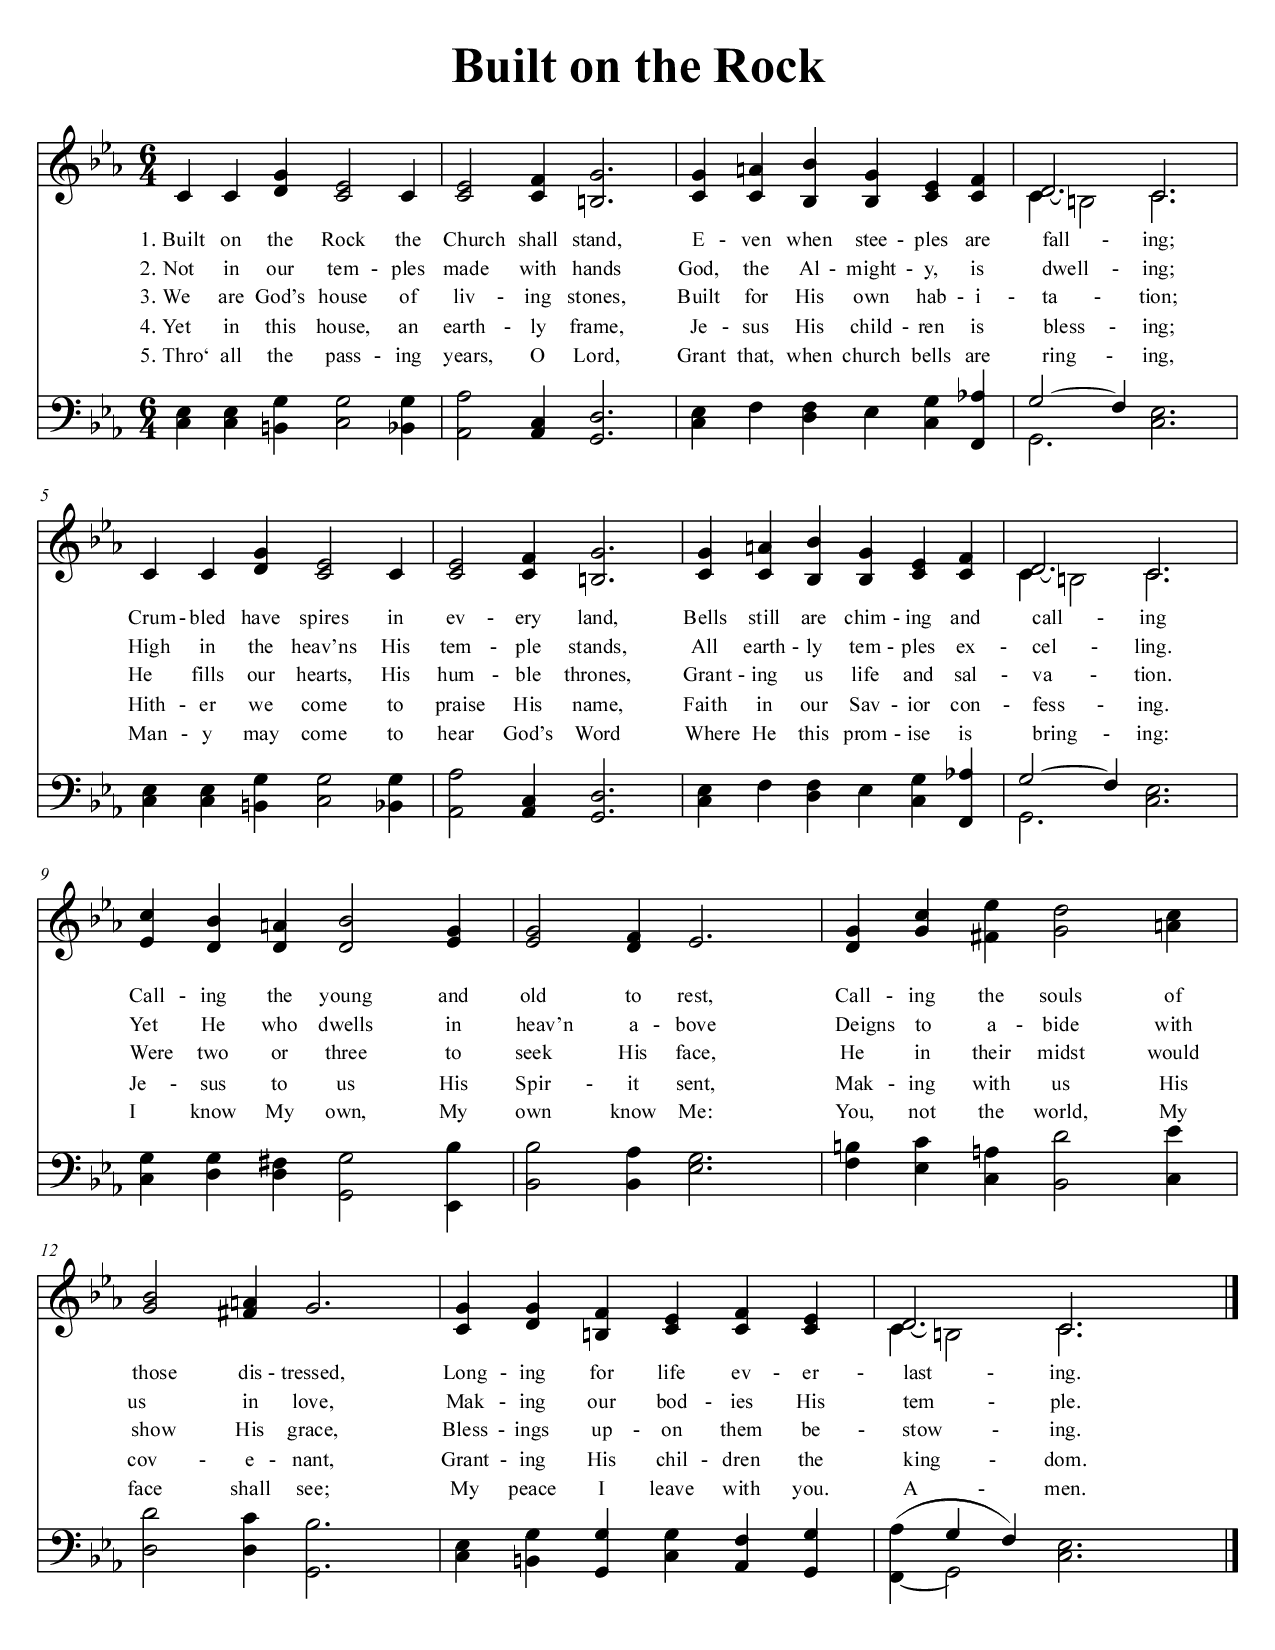 Built on the Rock
6
4
1. Built on the Rock the Church shall stand, E - ven when stee - ples are fall - ing;
2. Not in our tem - ples made with hands God, the Al - might - y, is dwell - ing;
3. We are God's house of liv - ing stones, Built for His own hab - i - ta - tion;
4. Yet in this house, an earth - ly frame, Je - sus His child - ren is bless - ing;
5. Thro‘ all the pass - ing years, O Lord, Grant that, when church bells are ring - ing,
6
4
5
Crum - bled have spires in ev - ery land, Bells still are chim - ing and call - ing
High in the heav’ns His tem - ple stands, All earth - ly tem - ples ex - cel - ling.
He fills our hearts, His hum - ble thrones, Grant - ing us life and sal - va - tion.
Hith - er we come to praise His name, Faith in our Sav - ior con - fess - ing.
Man - y may come to hear God’s Word Where He this prom - ise is bring - ing:
9
Call - ing the young and old to rest, Call - ing the souls of
Yet He who dwells in heav’n a - bove Deigns to a - bide with
Were two or three to seek His face, He in their midst would
Je - sus to us His Spir - it sent, Mak - ing with us His
I know My own, My own know Me: You, not the world, My
12
those dis - tressed, Long - ing for life ev - er - last - ing.
us in love, Mak - ing our bod - ies His tem - ple.
show His grace, Bless - ings up - on them be - stow - ing.
cov - e - nant, Grant - ing His chil - dren the king - dom.
face shall see; My peace I leave with you. A - men.